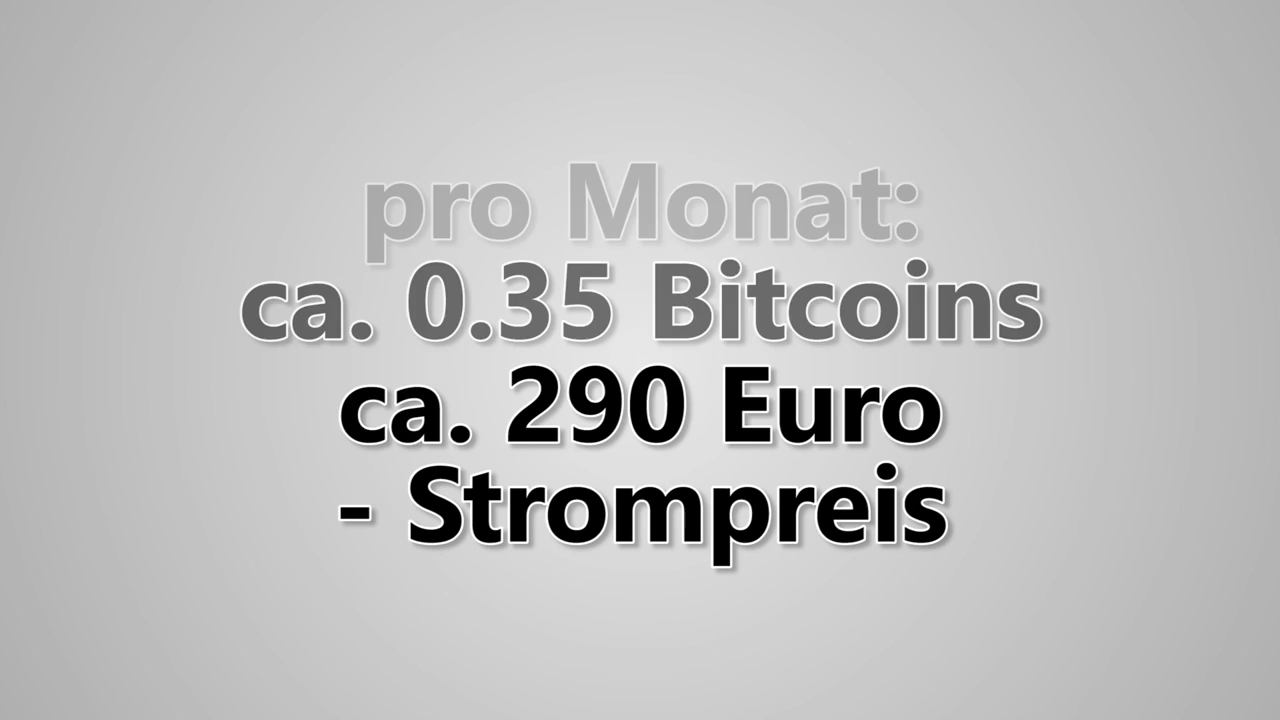 pro Monat:
ca. 0.35 Bitcoins
ca. 290 Euro
- Strompreis